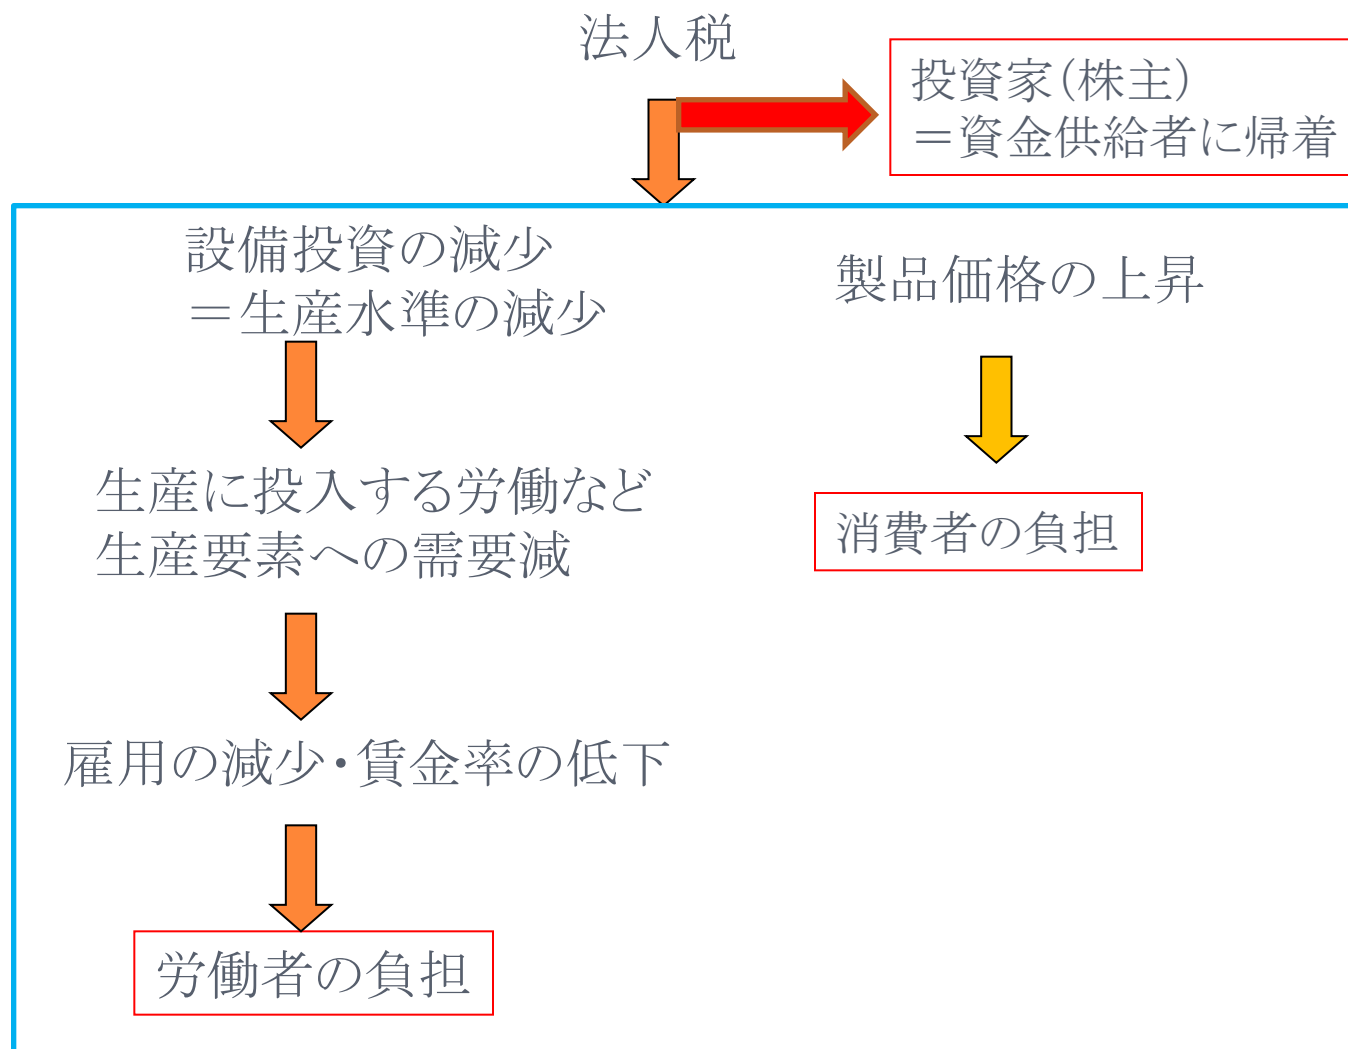 法人税
投資家(株主)
＝資金供給者に帰着
設備投資の減少
＝生産水準の減少
製品価格の上昇
生産に投入する労働など
生産要素への需要減
消費者の負担
雇用の減少・賃金率の低下
労働者の負担